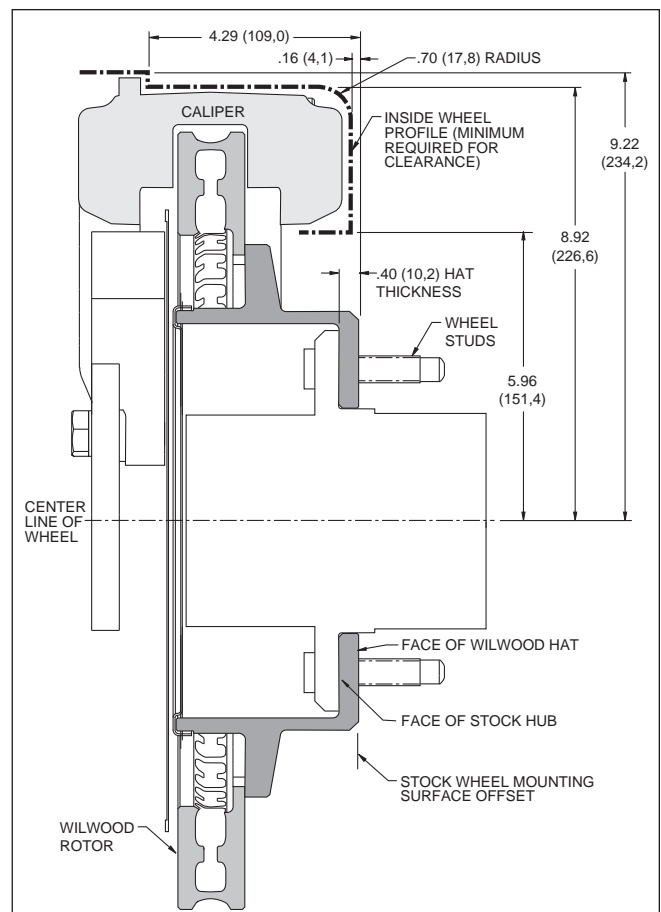 4.29 (109,0)
.16 (4,1)
.70 (17,8) RADIUS
CALIPER
INSIDE WHEEL
PROFILE (MINIMUM
REQUIRED FOR
CLEARANCE)
9.22
(234,2)
8.92
(226,6)
.40 (10,2) HAT
THICKNESS
WHEEL
STUDS
5.96
(151,4)
CENTER
LINE OF
WHEEL
FACE OF WILWOOD HAT
FACE OF STOCK HUB
STOCK WHEEL MOUNTING
SURFACE OFFSET
WILWOOD
ROTOR